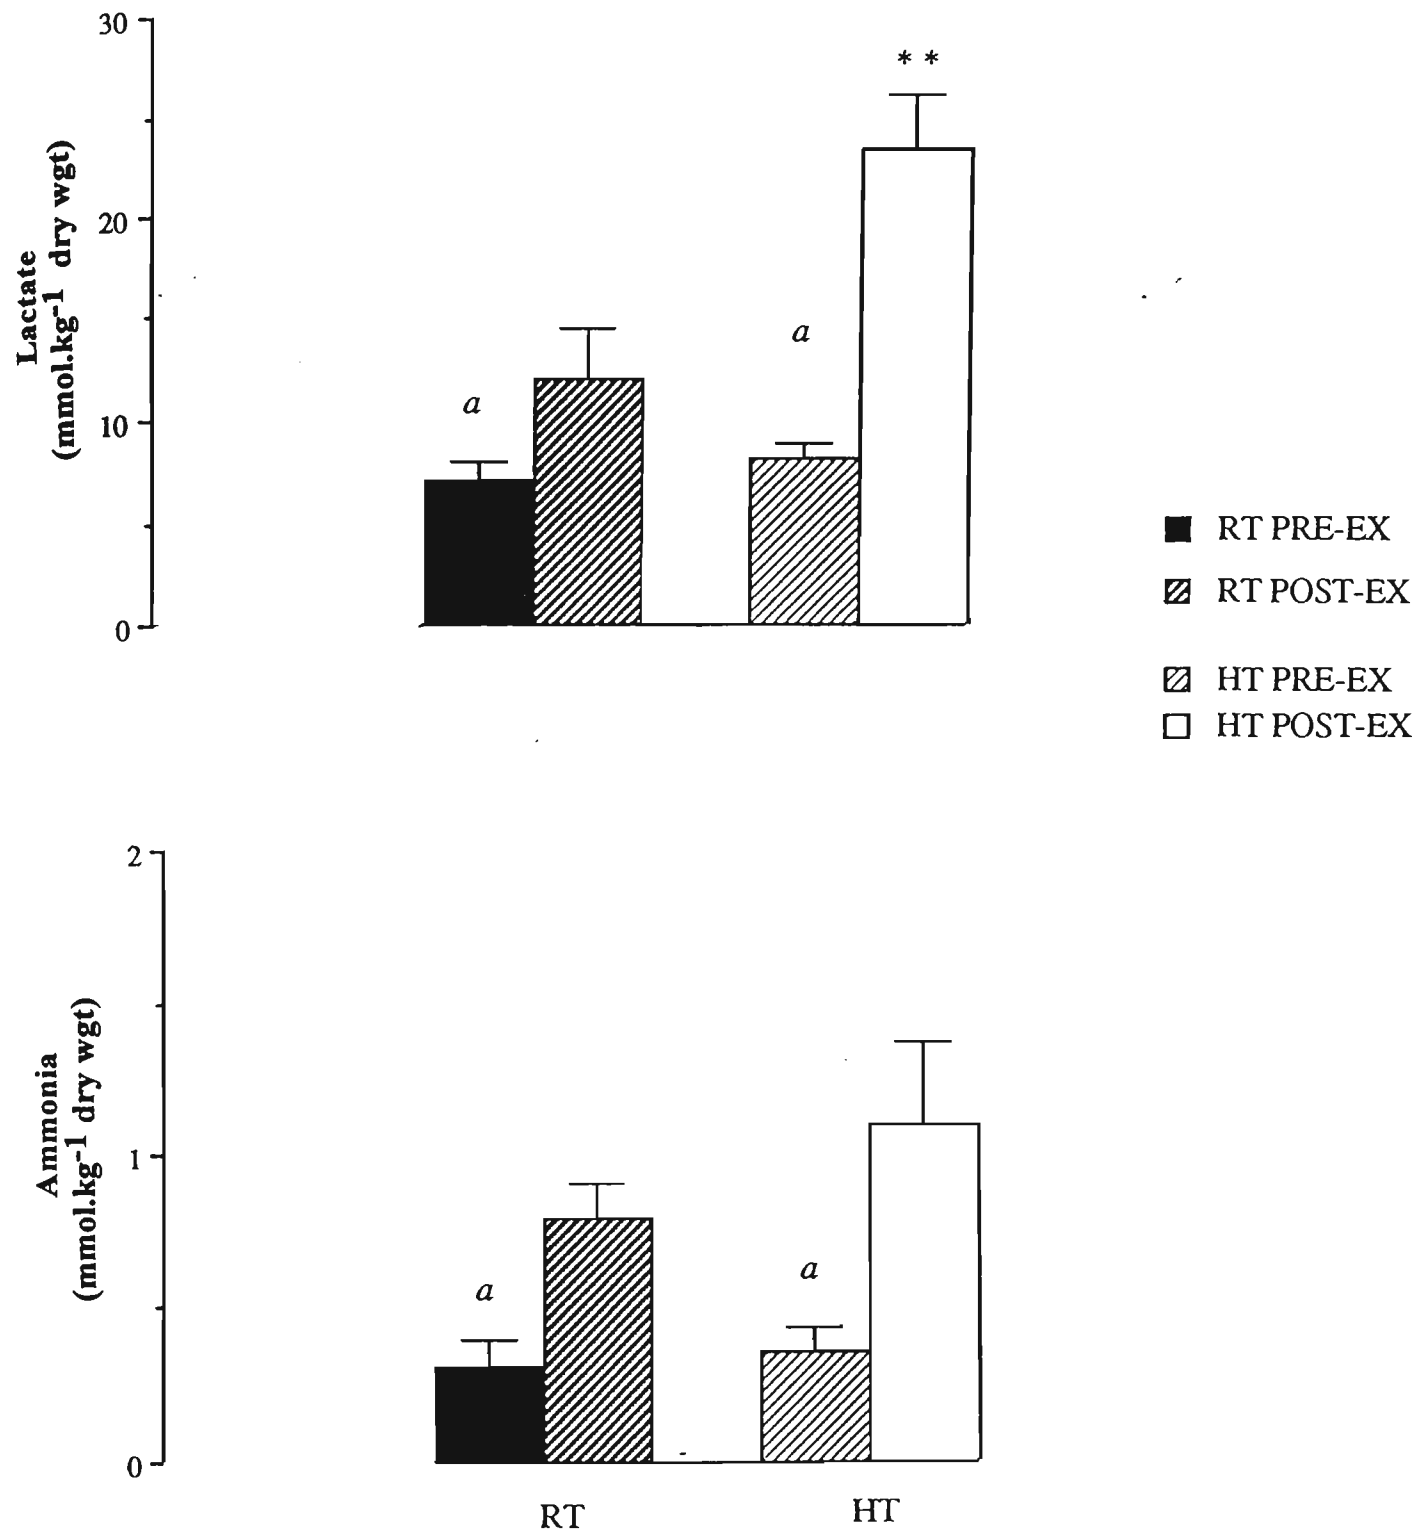 30
20
10
0
Lactate
(mmol.kg⁻¹ dry wgt)
a
a
* *
RT PRE-EX
RT POST-EX
HT PRE-EX
HT POST-EX
2
1
0
Ammonia
(mmol.kg⁻¹ dry wgt)
a
a
RT
HT